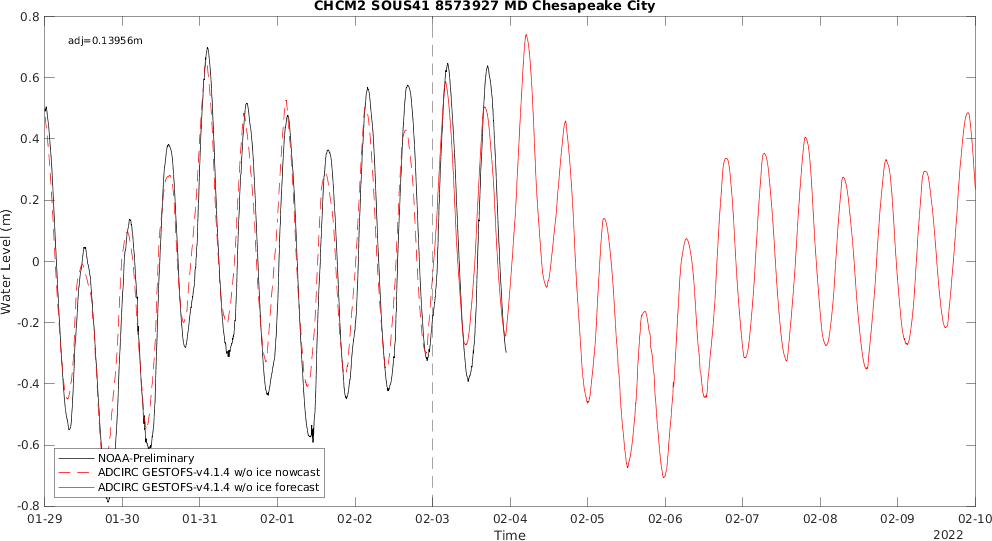 CHCM2 SOUS41 8573927 MD Chesapeake City
adj=0.13956m
0.8
0.6
0.4
0.2
0
-0.2
-0.4
-0.6
-0.8
Water Level (m)
NOAA-Preliminary
ADCIRC GESTOFS-v4.1.4 w/o ice nowcast
ADCIRC GESTOFS-v4.1.4 w/o ice forecast
01-29 01-30 01-31 02-01 02-02 02-03 02-04 02-05 02-06 02-07 02-08 02-09 02-10
Time
2022